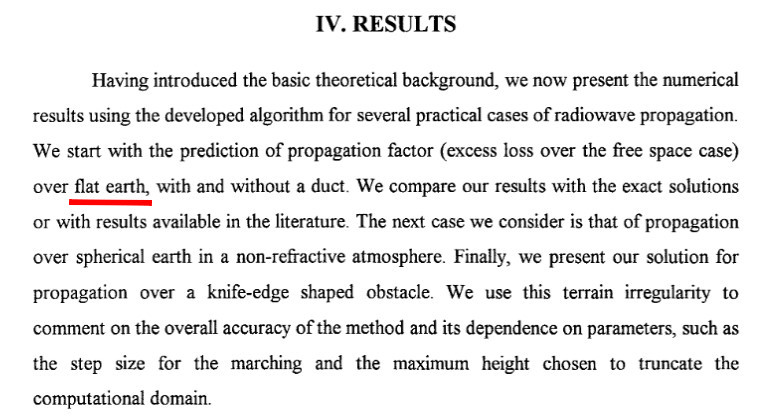 IV. RESULTS
Having introduced the basic theoretical background, we now present the numerical
results using the developed algorithm for several practical cases of radiowave propagation.
We start with the prediction of propagation factor (excess loss over the free space case)
over flat earth, with and without a duct. We compare our results with the exact solutions
or with results available in the literature. The next case we consider is that of propagation
over spherical earth in a non-refractive atmosphere. Finally, we present our solution for
propagation over a knife-edge shaped obstacle. We use this terrain irregularity to
comment on the overall accuracy of the method and its dependence on parameters, such as
the step size for the marching and the maximum height chosen to truncate the
computational domain.